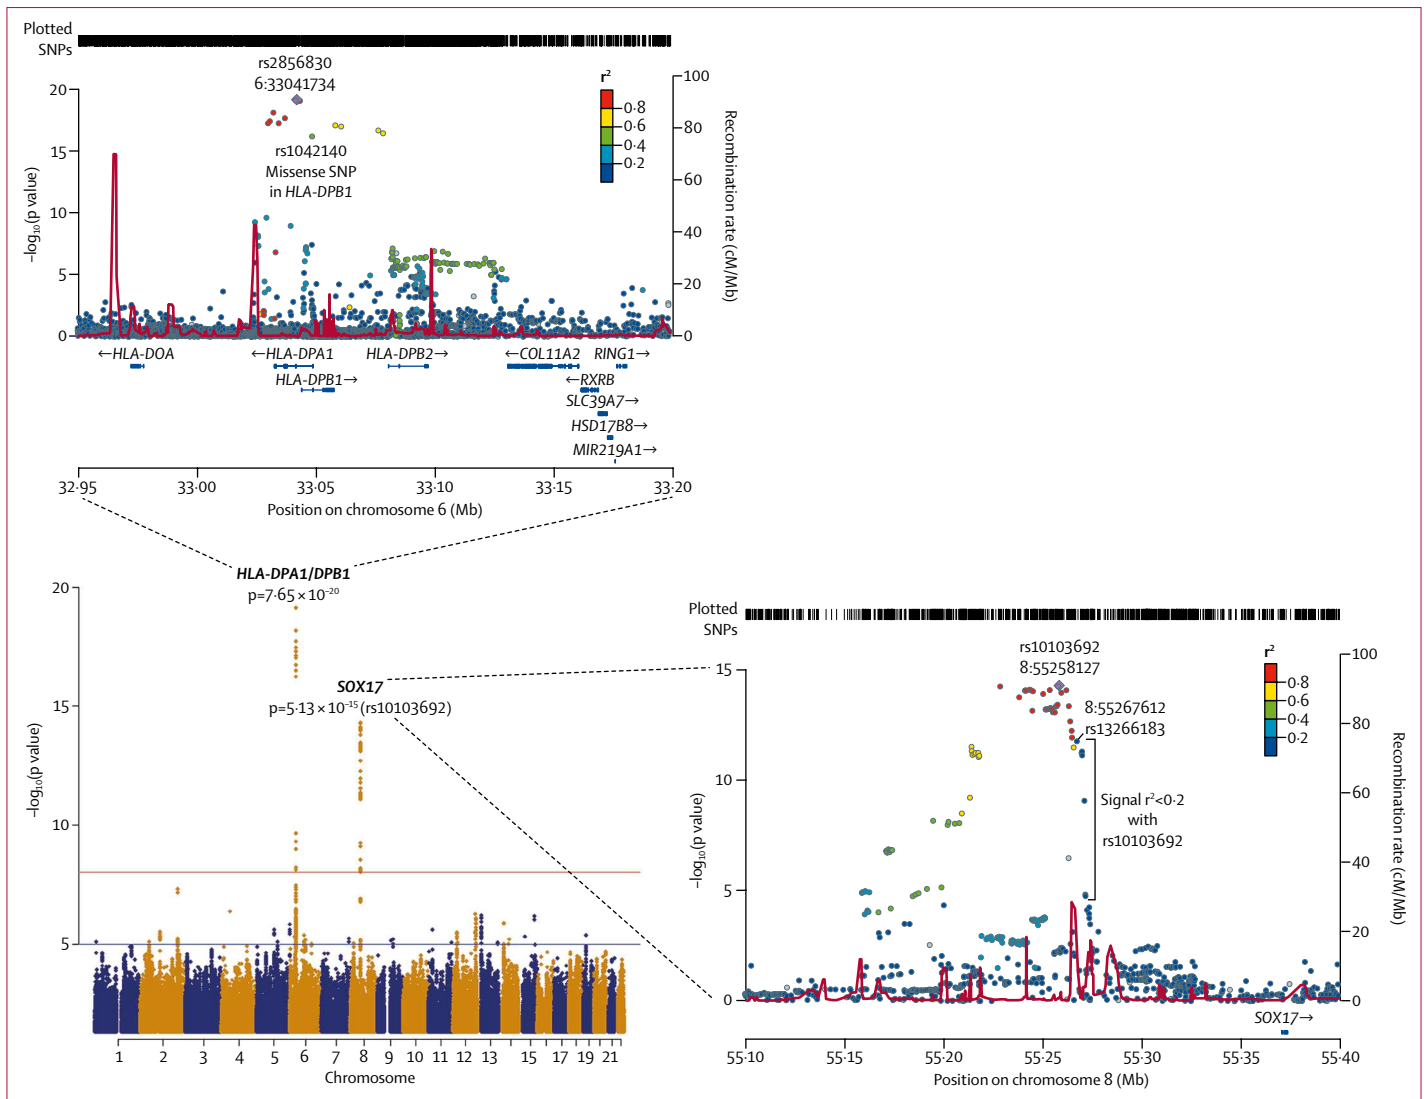 Plotted
SNPs
rs2856830
6:33041734
r²
0·8
0·6
0·4
0·2
20
15
10
5
0
–log₁₀(p value)
100
80
60
40
20
0
Recombination rate (cM/Mb)
rs1042140
Missense SNP
in HLA-DPB1
←HLA-DOA
←HLA-DPA1
HLA-DPB2→
←COL11A2
RING1→
HLA-DPB1→
←RXRB
SLC39A7→
HSD17B8→
MIR219A1→
32·95 33·00 33·05 33·10 33·15 33·20
Position on chromosome 6 (Mb)
HLA-DPA1/DPB1
p=7·65 × 10⁻²⁰
SOX17
p=5·13 × 10⁻¹⁵ (rs10103692)
20
15
10
5
–log₁₀(p value)
1 2 3 4 5 6 7 8 9 10 11 12 13 15 17 19 21
Chromosome
Plotted
SNPs
rs10103692
8:55258127
r²
0·8
0·6
0·4
0·2
8:55267612
rs13266183
Signal r²<0·2
with
rs10103692
15
10
5
0
–log₁₀(p value)
100
80
60
40
20
0
Recombination rate (cM/Mb)
SOX17→
55·10 55·15 55·20 55·25 55·30 55·35 55·40
Position on chromosome 8 (Mb)